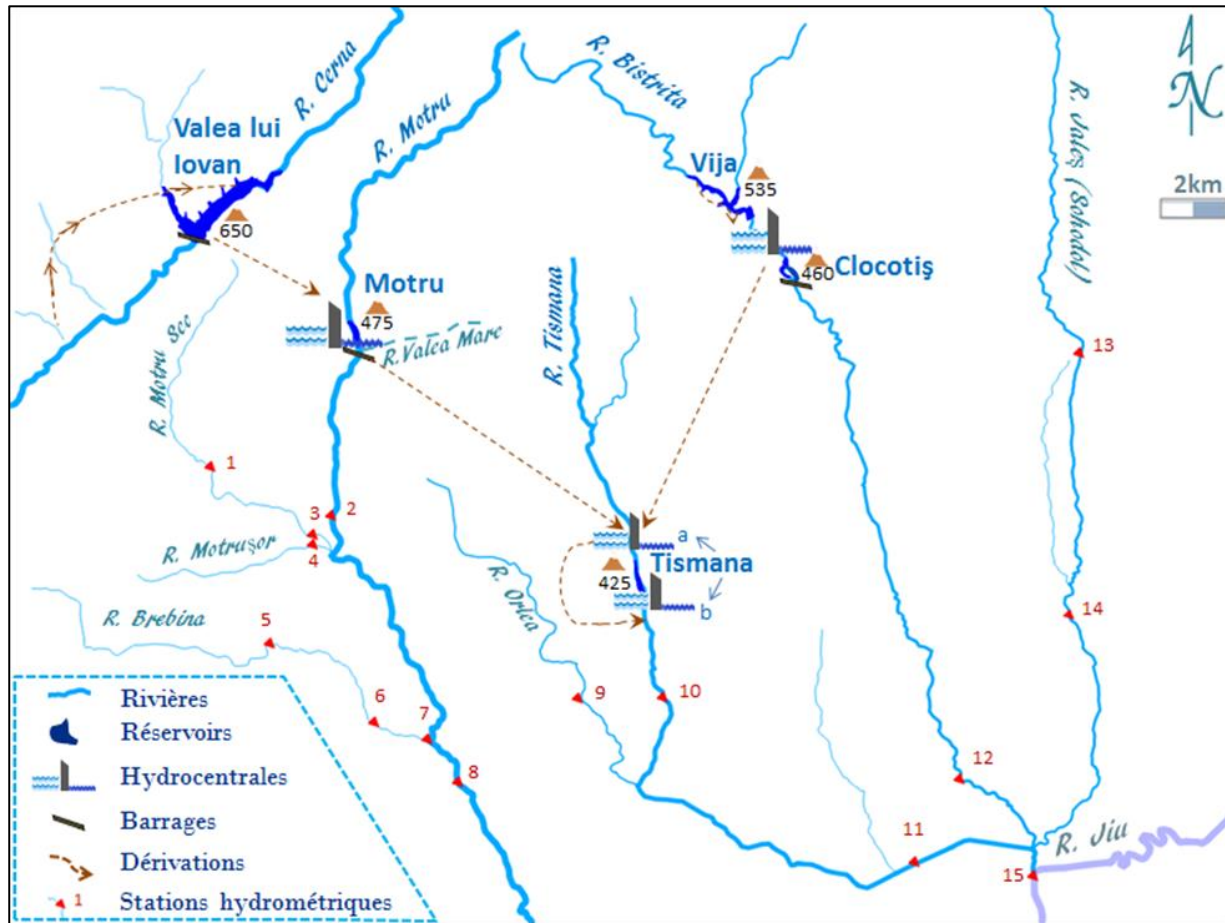 R. Cerna
R. Motru
R. Bistrita
Valea lui
Iovan
650
Vija
535
R. Jaleş (Sohodol)
N
2km
Motru
475
R. Valea Mare
460
Clocotiş
R. Motru Sec
R. Tismana
13
1
3
2
R. Motruşor
4
a
Tismana
425
b
R. Orlea
R. Brebina
5
14
6
7
9
10
8
12
11
R. Jiu
15
Rivières
Réservoirs
Hydrocentrales
Barrages
Dérivations
1 Stations hydrométriques